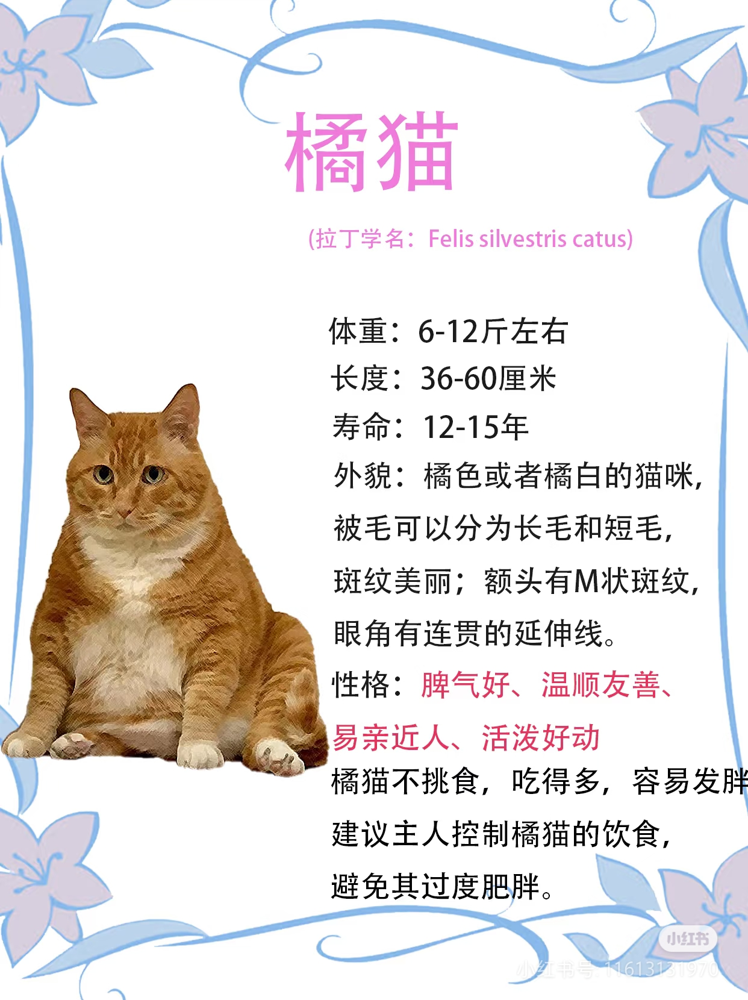 橘猫
(拉丁学名：Felis silvestris catus)
体重：6-12斤左右
长度：36-60厘米
寿命：12-15年
外貌：橘色或者橘白的猫咪,
被毛可以分为长毛和短毛,
斑纹美丽；额头有M状斑纹,
眼角有连贯的延伸线。
性格：脾气好、温顺友善、
易亲近人、活泼好动
橘猫不挑食，吃得多，容易发胖
建议主人控制橘猫的饮食,
避免其过度肥胖。
小红书
小红书号: 11613131970